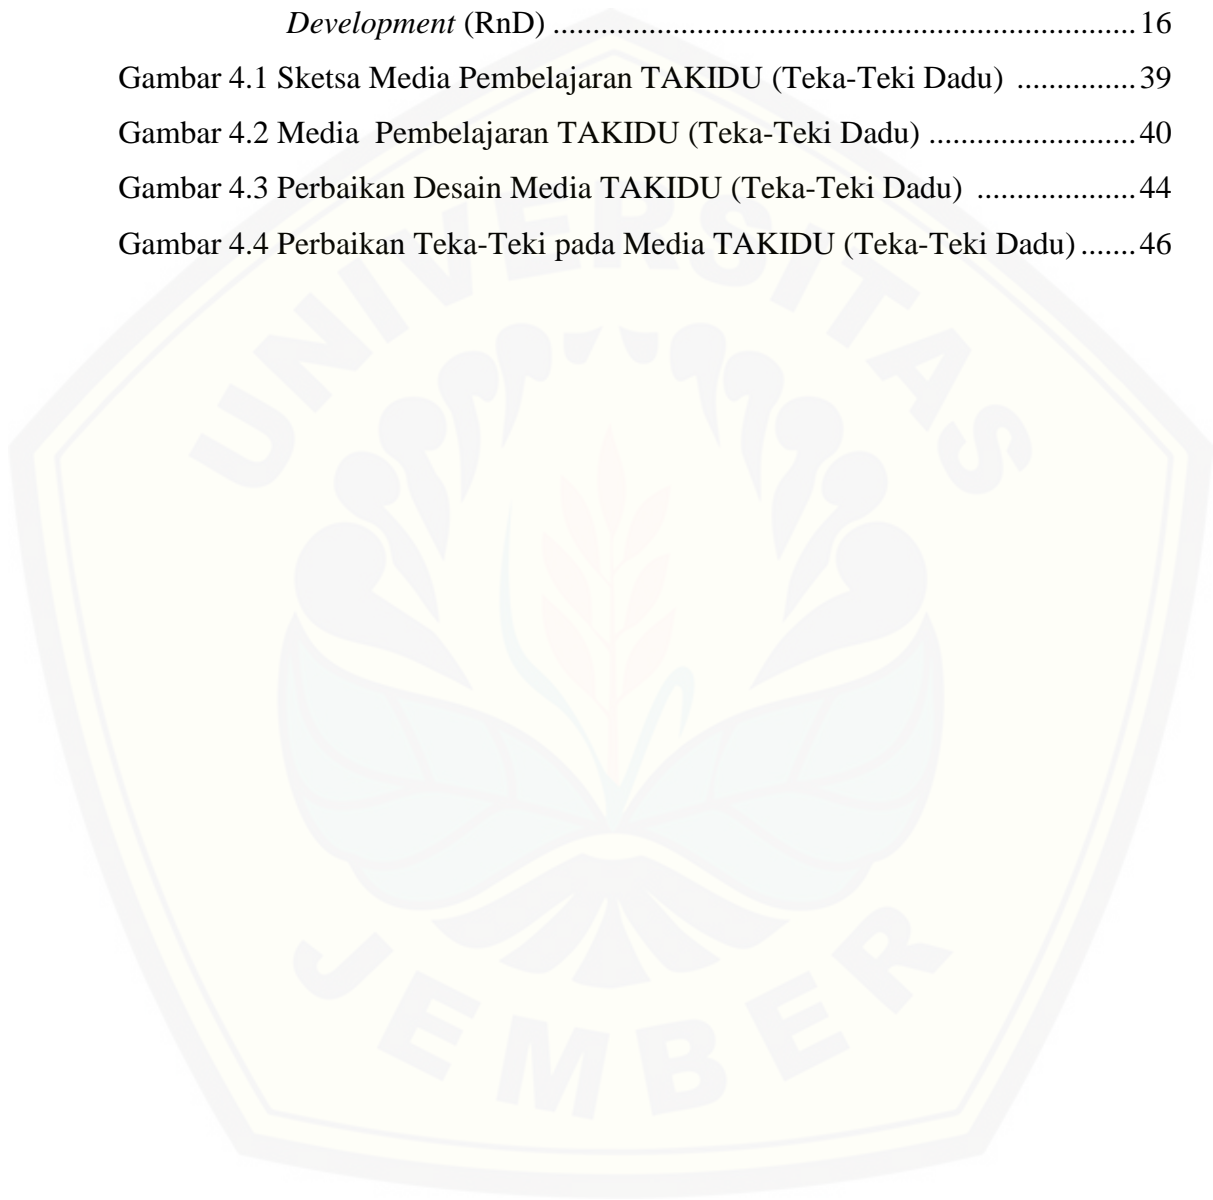 Development (RnD) ........................................................................ 16
Gambar 4.1 Sketsa Media Pembelajaran TAKIDU (Teka-Teki Dadu) ............... 39
Gambar 4.2 Media Pembelajaran TAKIDU (Teka-Teki Dadu) .......................... 40
Gambar 4.3 Perbaikan Desain Media TAKIDU (Teka-Teki Dadu) .................... 44
Gambar 4.4 Perbaikan Teka-Teki pada Media TAKIDU (Teka-Teki Dadu) ....... 46
UNIVERSITAS
JEMBER